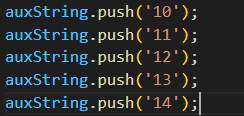 auxString.push('10');
auxString.push('11');
auxString.push('12');
auxString.push('13');
auxString.push('14');